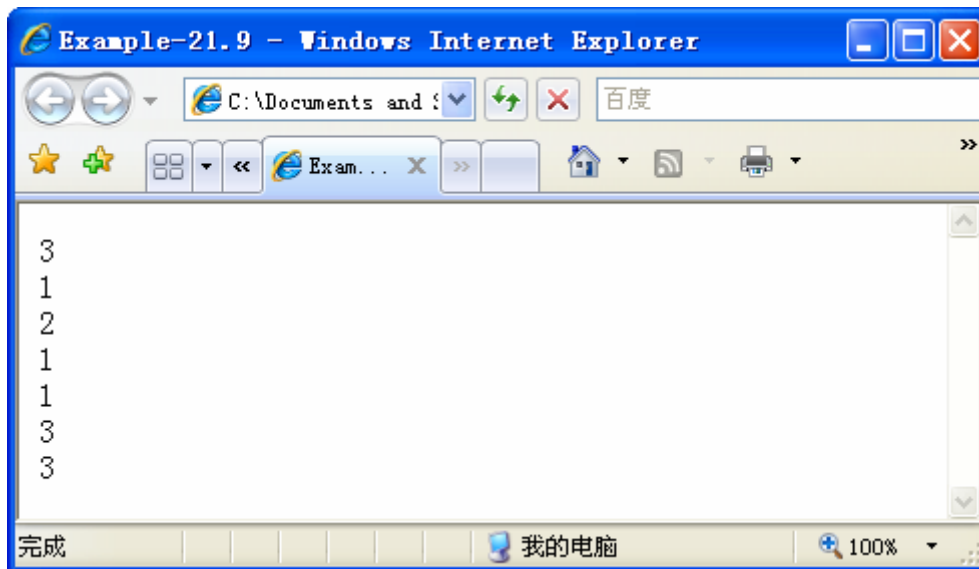 Example-21.9 - Windows Internet Explorer
C:\Documents and S
百度
Exam...
3
1
2
1
1
3
3
完成
我的电脑
100%